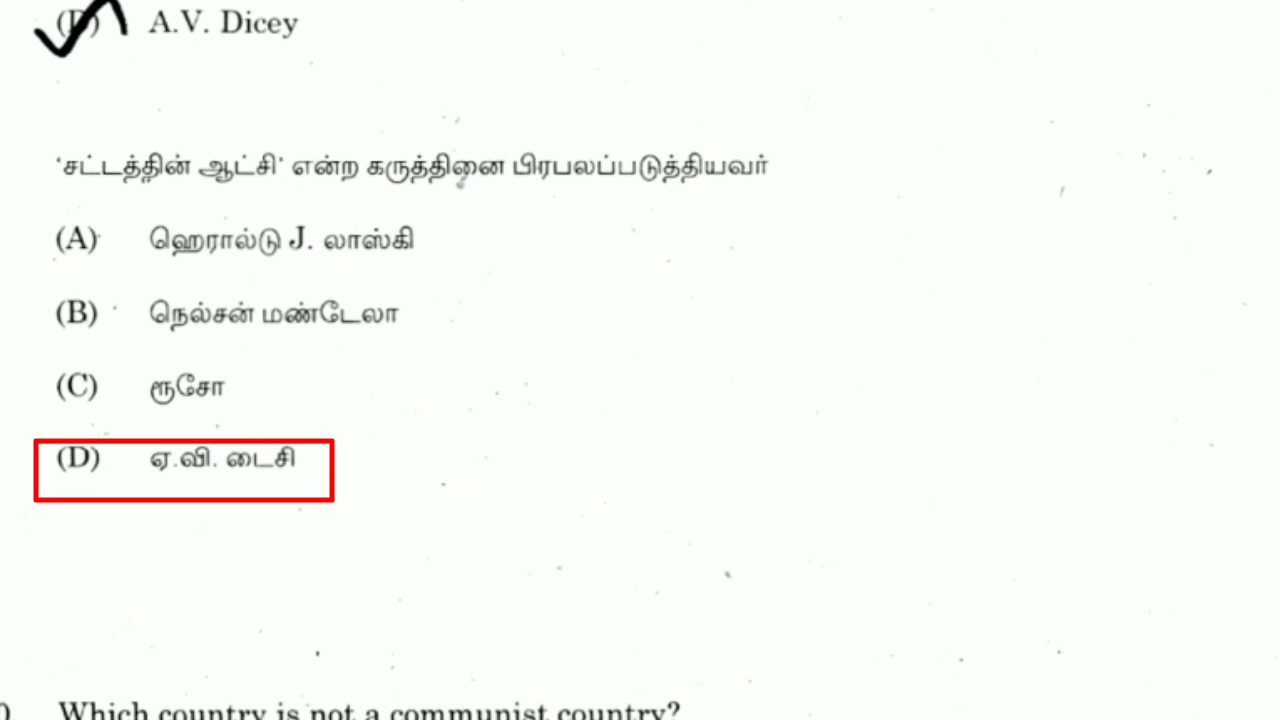 (D) A.V. Dicey
'சட்டத்தின் ஆட்சி' என்ற கருத்தினை பிரபலப்படுத்தியவர்
(A) ஹெரால்டு J. லாஸ்கி
(B) நெல்சன் மண்டேலா
(C) ரூசோ
(D) ஏ.வி. டைசி
Which country is not a communist country?